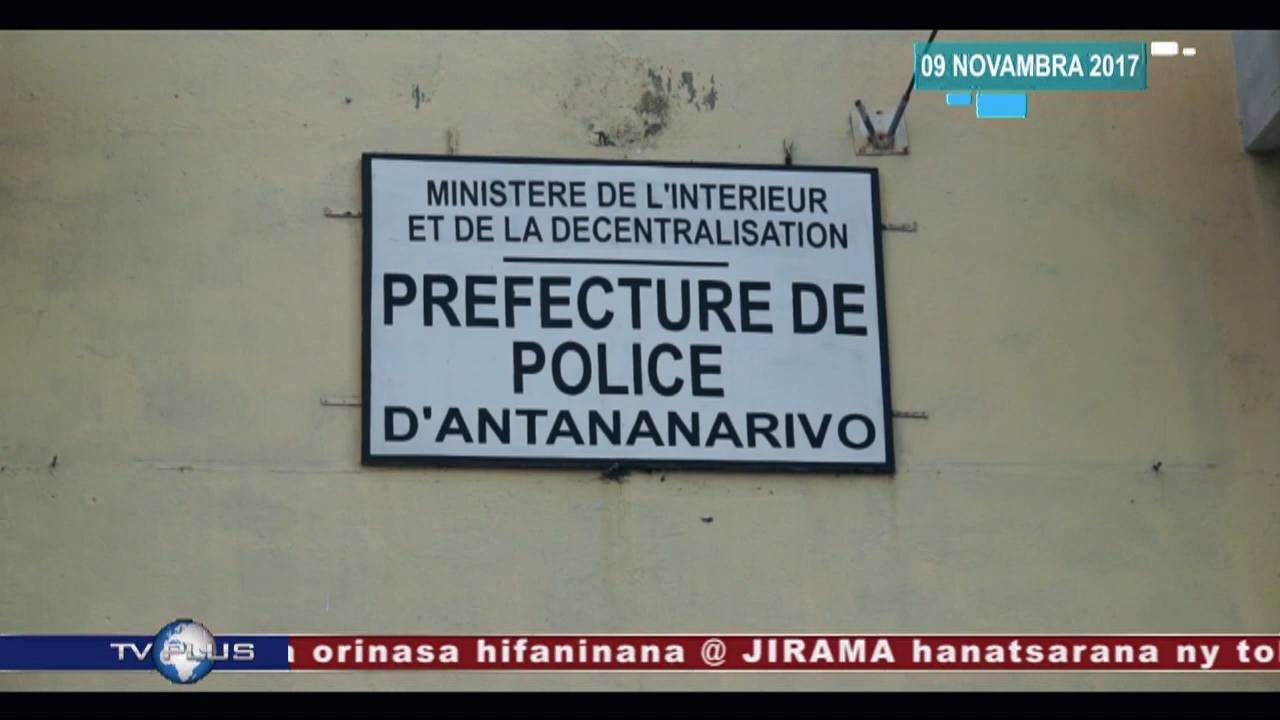 09 NOVAMBRA 2017
MINISTERE DE L'INTERIEUR
ET DE LA DECENTRALISATION
PREFECTURE DE
POLICE
D'ANTANANARIVO
TV PLUS
orinasa hifaninana @ JIRAMA hanatsarana ny